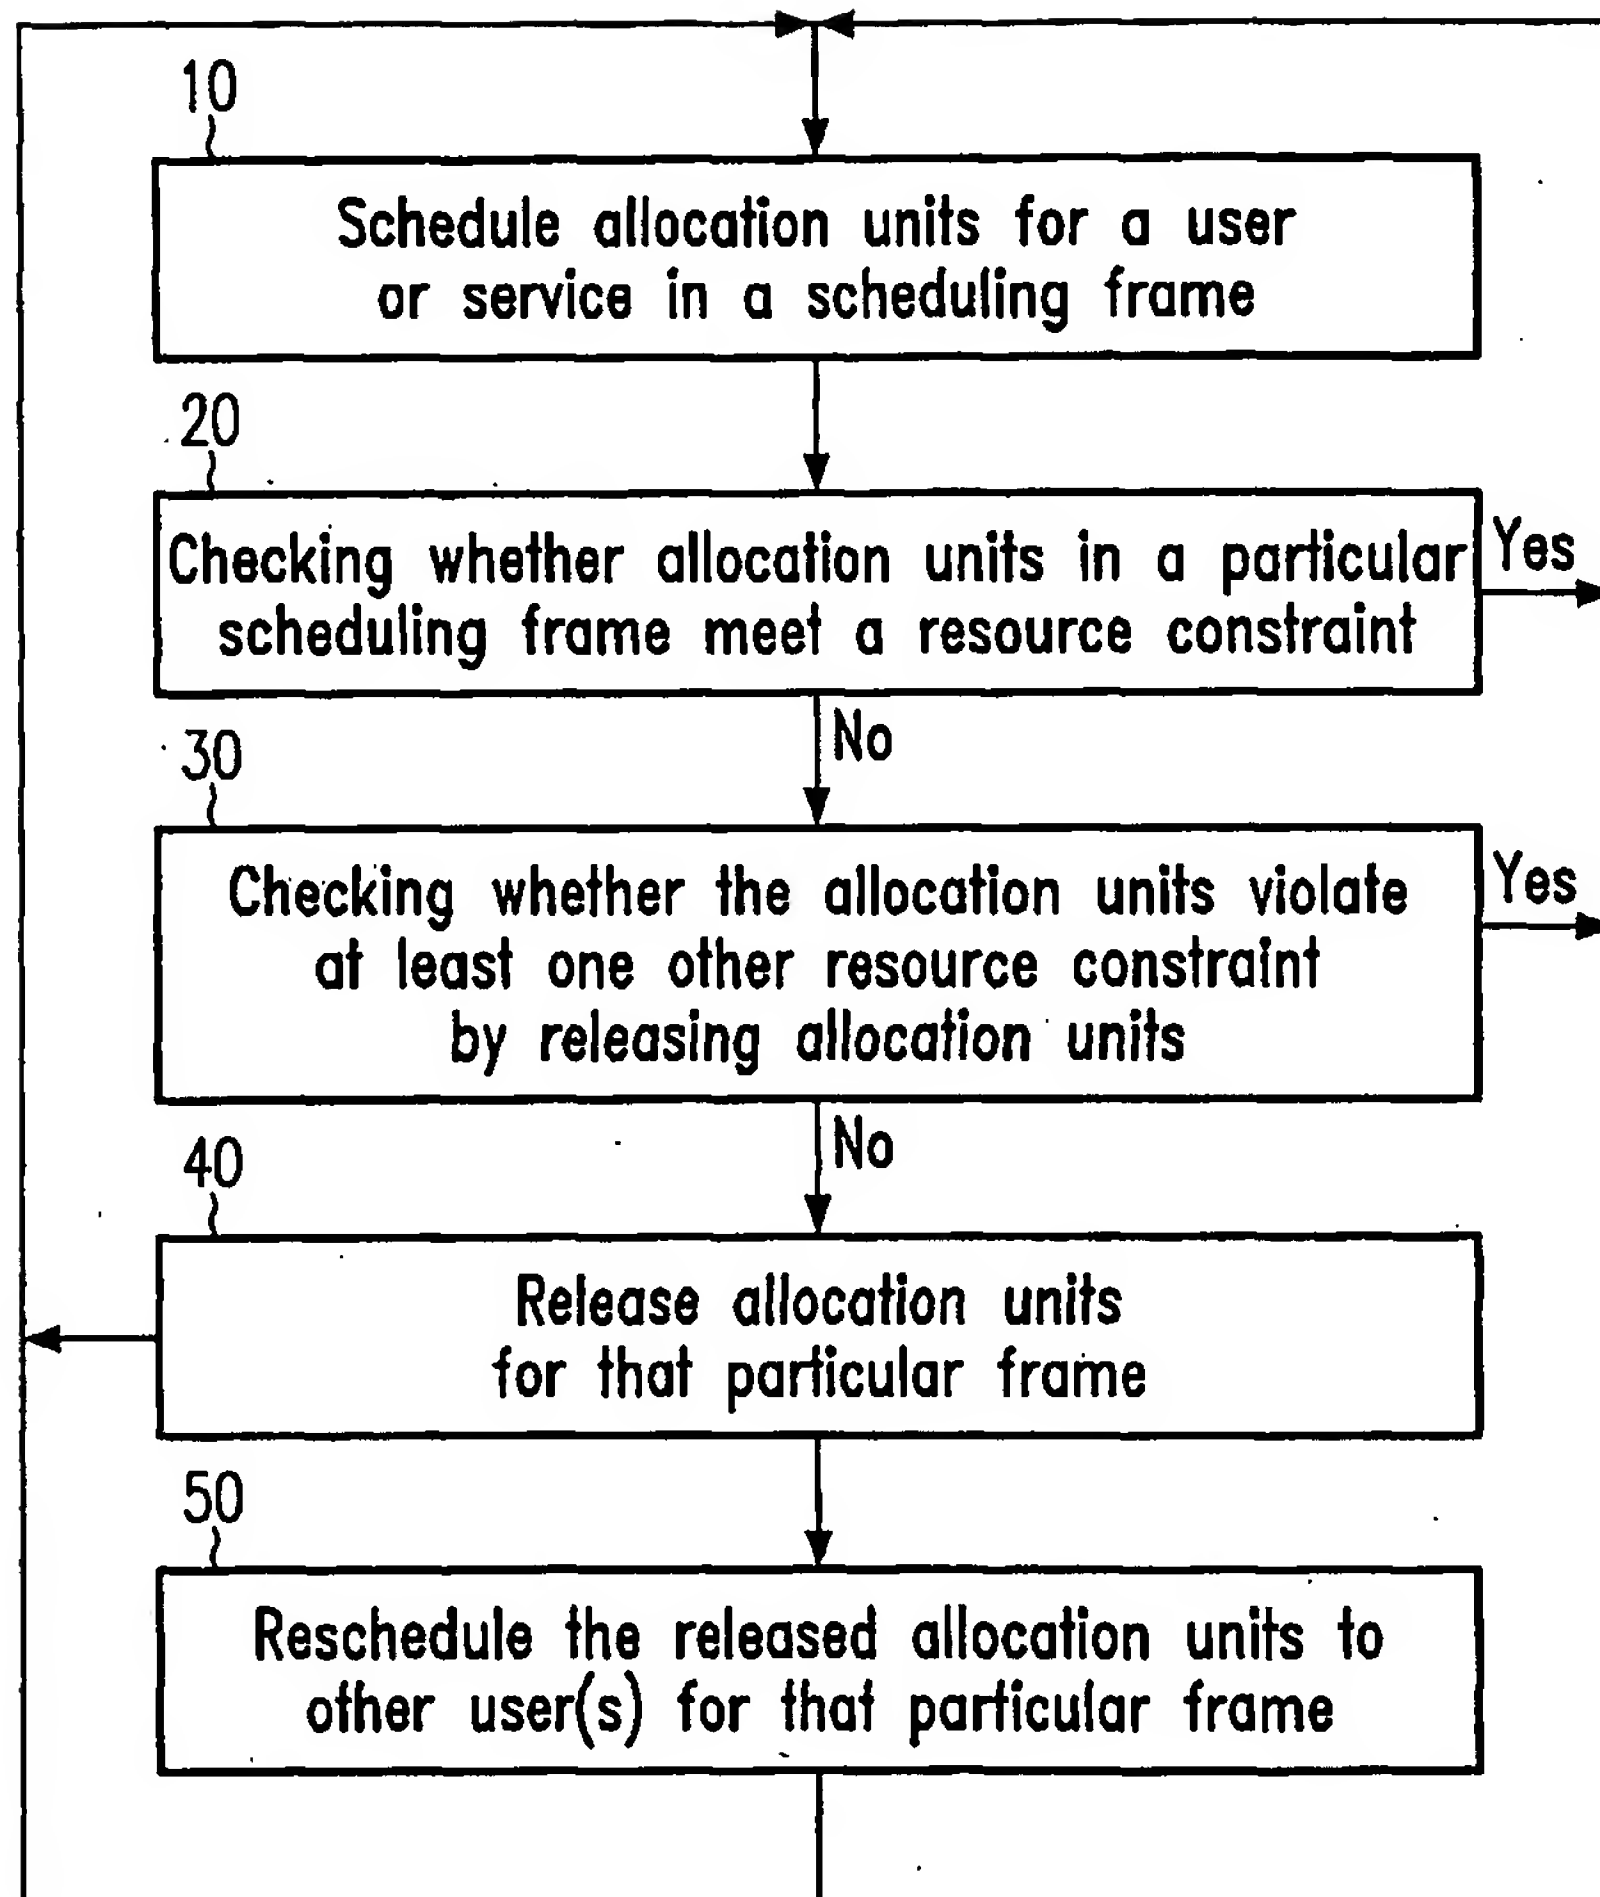 10
Schedule allocation units for a user
or service in a scheduling frame
20
Checking whether allocation units in a particular
scheduling frame meet a resource constraint
Yes
No
30
Checking whether the allocation units violate
at least one other resource constraint
by releasing allocation units
Yes
No
40
Release allocation units
for that particular frame
50
Reschedule the released allocation units to
other user(s) for that particular frame